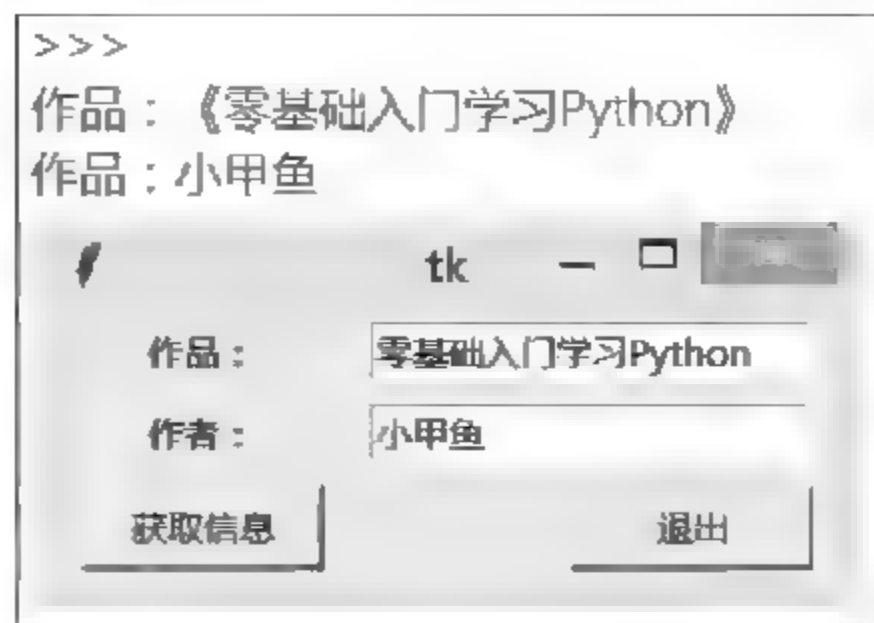 >>>
作品：《零基础入门学习Python》
作品：小甲鱼
tk
作品： 零基础入门学习Python
作者： 小甲鱼
获取信息 退出